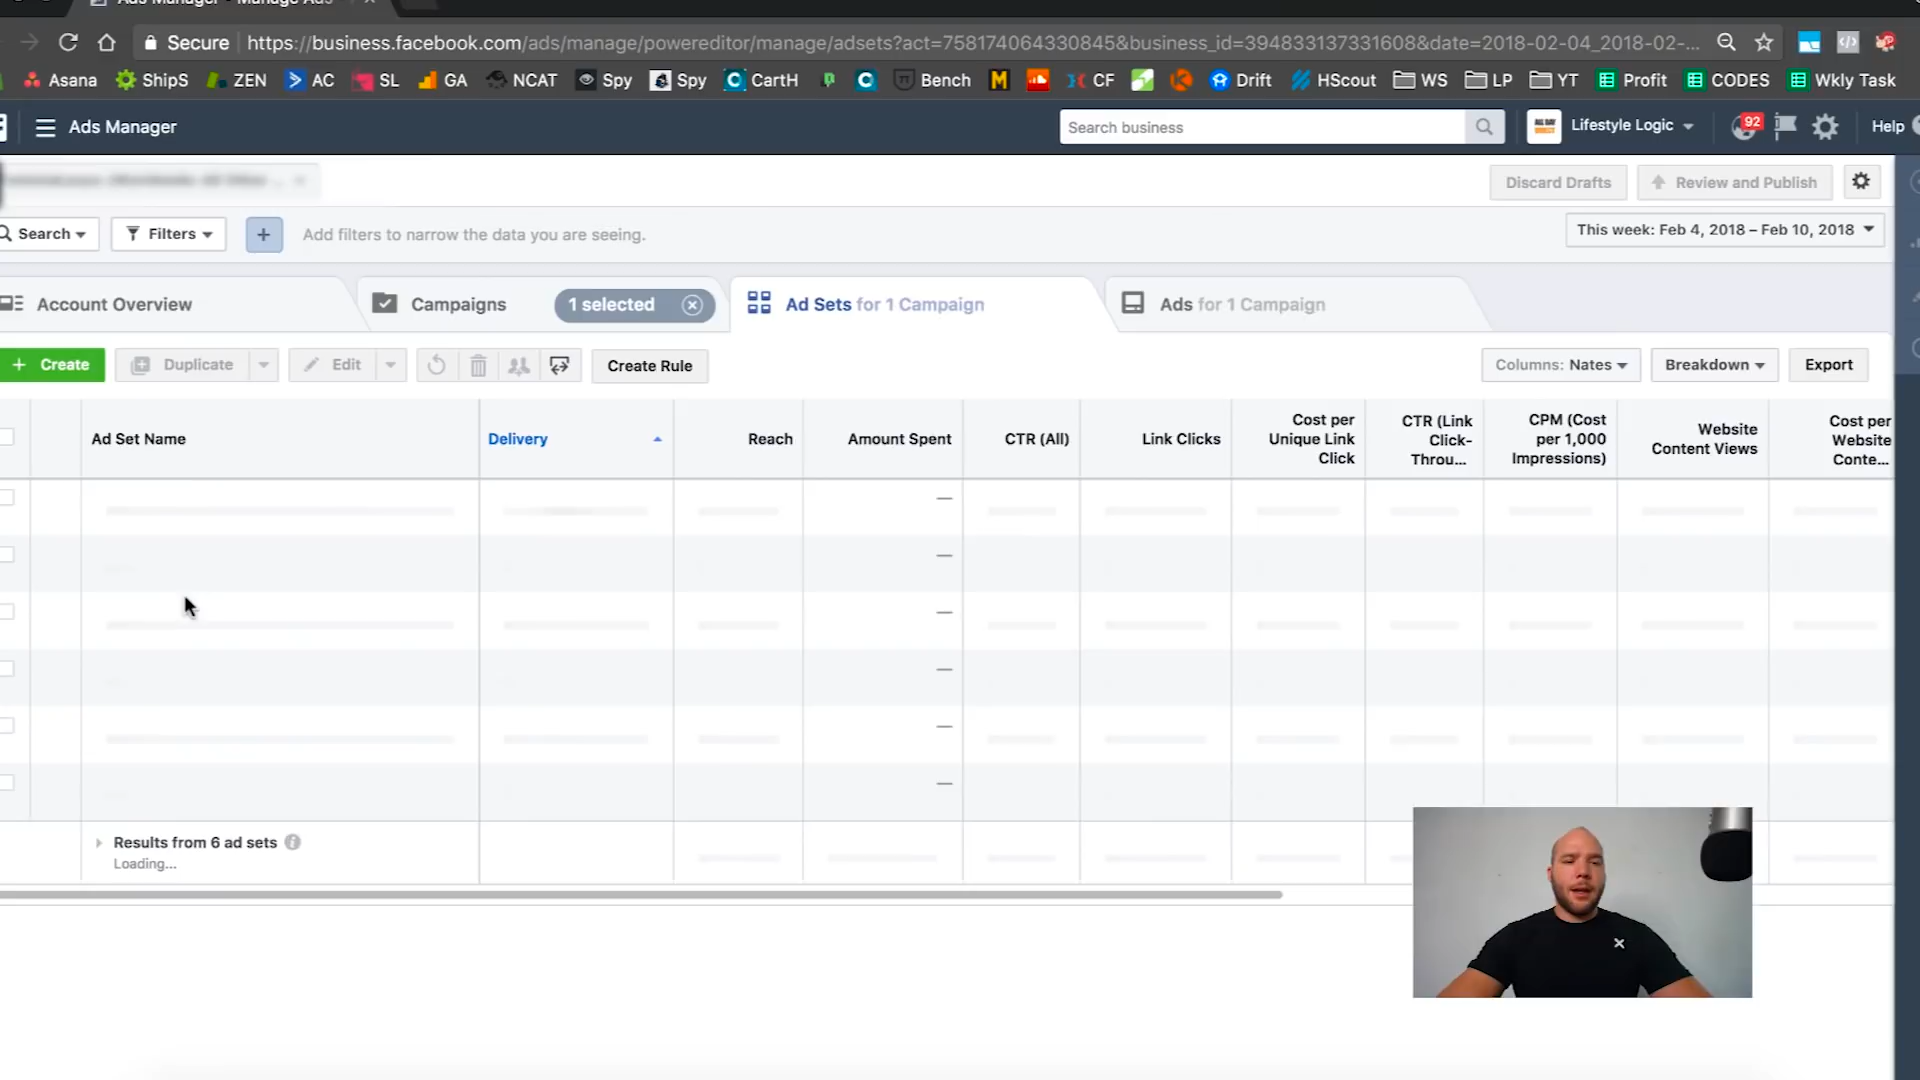 Ads Manager - Manage Ads
Secure https://business.facebook.com/ads/manage/powereditor/manage/adsets?act=758174064330845&business_id=394833137331608&date=2018-02-04_2018-02-...
Asana ShipS ZEN AC SL GA NCAT Spy Spy CartH Bench CF Drift HScout WS LP YT Profit CODES Wkly Task
Ads Manager Search business Lifestyle Logic 92 Help
Discard Drafts Review and Publish
Search Filters + Add filters to narrow the data you are seeing. This week: Feb 4, 2018 – Feb 10, 2018
Account Overview Campaigns 1 selected Ad Sets for 1 Campaign Ads for 1 Campaign
+ Create Duplicate Edit Create Rule Columns: Nates Breakdown Export
Ad Set Name Delivery Reach Amount Spent CTR (All) Link Clicks
Cost per
Unique Link
Click
CTR (Link
Click-
Throu...
CPM (Cost
per 1,000
Impressions)
Website
Content Views
Cost per
Website
Conte...
—
—
—
—
—
—
Results from 6 ad sets
Loading...